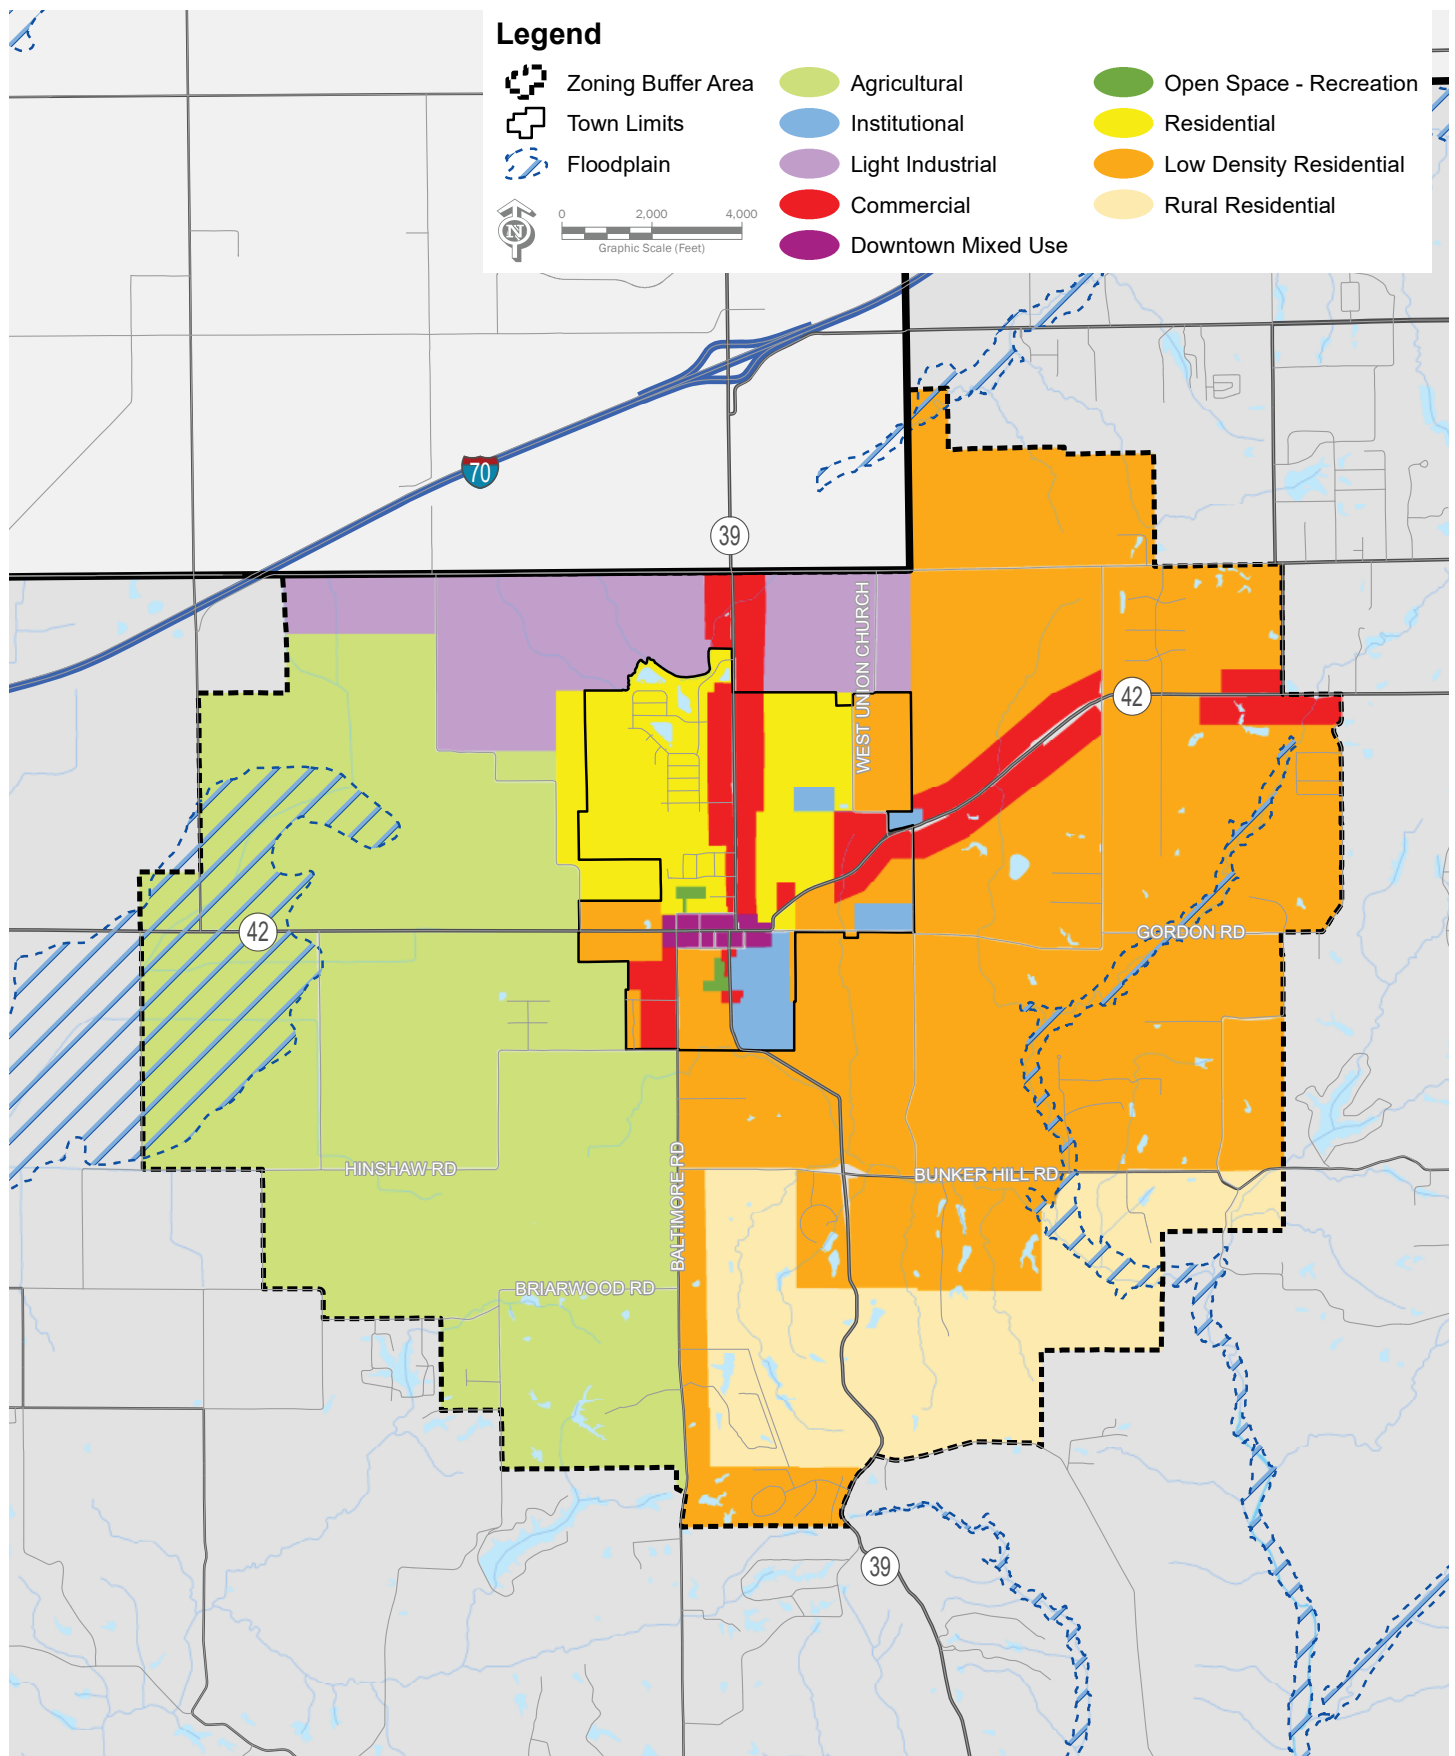 Legend
Zoning Buffer Area
Town Limits
Floodplain
Agricultural
Institutional
Light Industrial
Commercial
Downtown Mixed Use
Open Space - Recreation
Residential
Low Density Residential
Rural Residential
N
0 2,000 4,000
Graphic Scale (Feet)
70
39
WEST UNION CHURCH
42
42
GORDON RD
HINSHAW RD
BALTIMORE RD
BUNKER HILL RD
BRIARWOOD RD
39